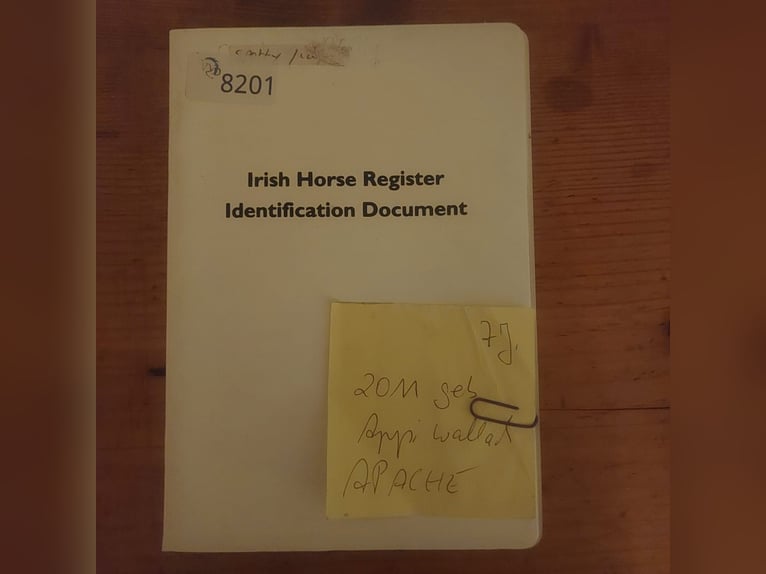 8201
Irish Horse Register
Identification Document
7J.
2011 geb
Appi wallach
APACHE